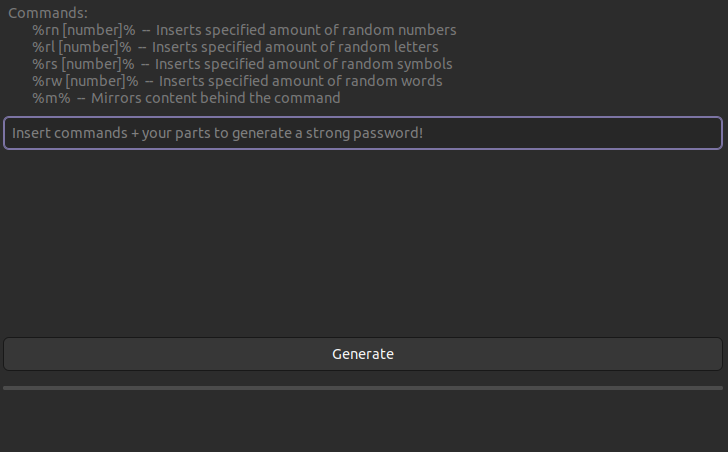 Commands:
%rn [number]% -- Inserts specified amount of random numbers
%rl [number]% -- Inserts specified amount of random letters
%rs [number]% -- Inserts specified amount of random symbols
%rw [number]% -- Inserts specified amount of random words
%m% -- Mirrors content behind the command
Insert commands + your parts to generate a strong password!
Generate